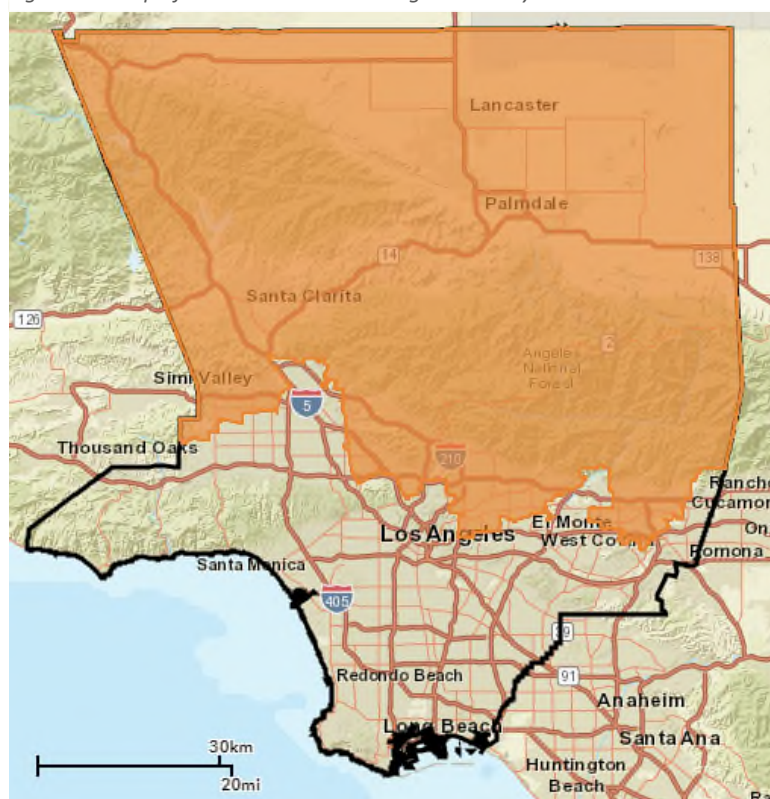 Lancaster
Palmdale
14
138
Santa Clarita
126
2
Angeles
National
Forest
Simi Valley
5
Thousand Oaks
210
Ranch
Cucamon
El Monte
On
Los Angeles
West Co
Pomona
Santa Monica
405
39
Redondo Beach
91
Anaheim
Long Beach
Santa Ana
30km
Huntington
Beach
20mi